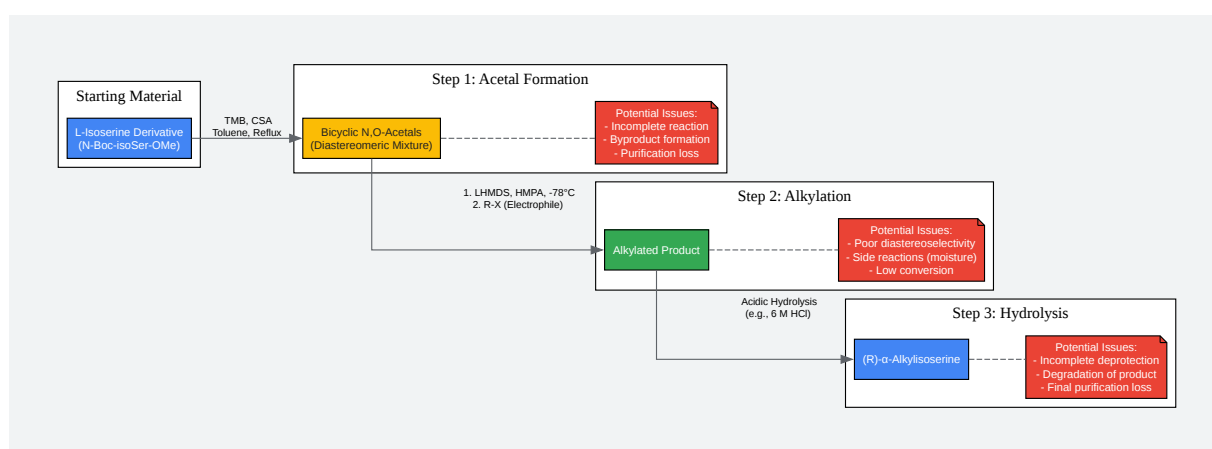 Starting Material
L-Isoserine Derivative
(N-Boc-isoSer-OMe)
TMB, CSA
Toluene, Reflux
Step 1: Acetal Formation
Bicyclic N,O-Acetals
(Diastereomeric Mixture)
Potential Issues:
- Incomplete reaction
- Byproduct formation
- Purification loss
1. LHMDS, HMPA, -78°C
2. R-X (Electrophile)
Step 2: Alkylation
Alkylated Product
Potential Issues:
- Poor diastereoselectivity
- Side reactions (moisture)
- Low conversion
Acidic Hydrolysis
(e.g., 6 M HCl)
Step 3: Hydrolysis
(R)-α-Alkylisoserine
Potential Issues:
- Incomplete deprotection
- Degradation of product
- Final purification loss